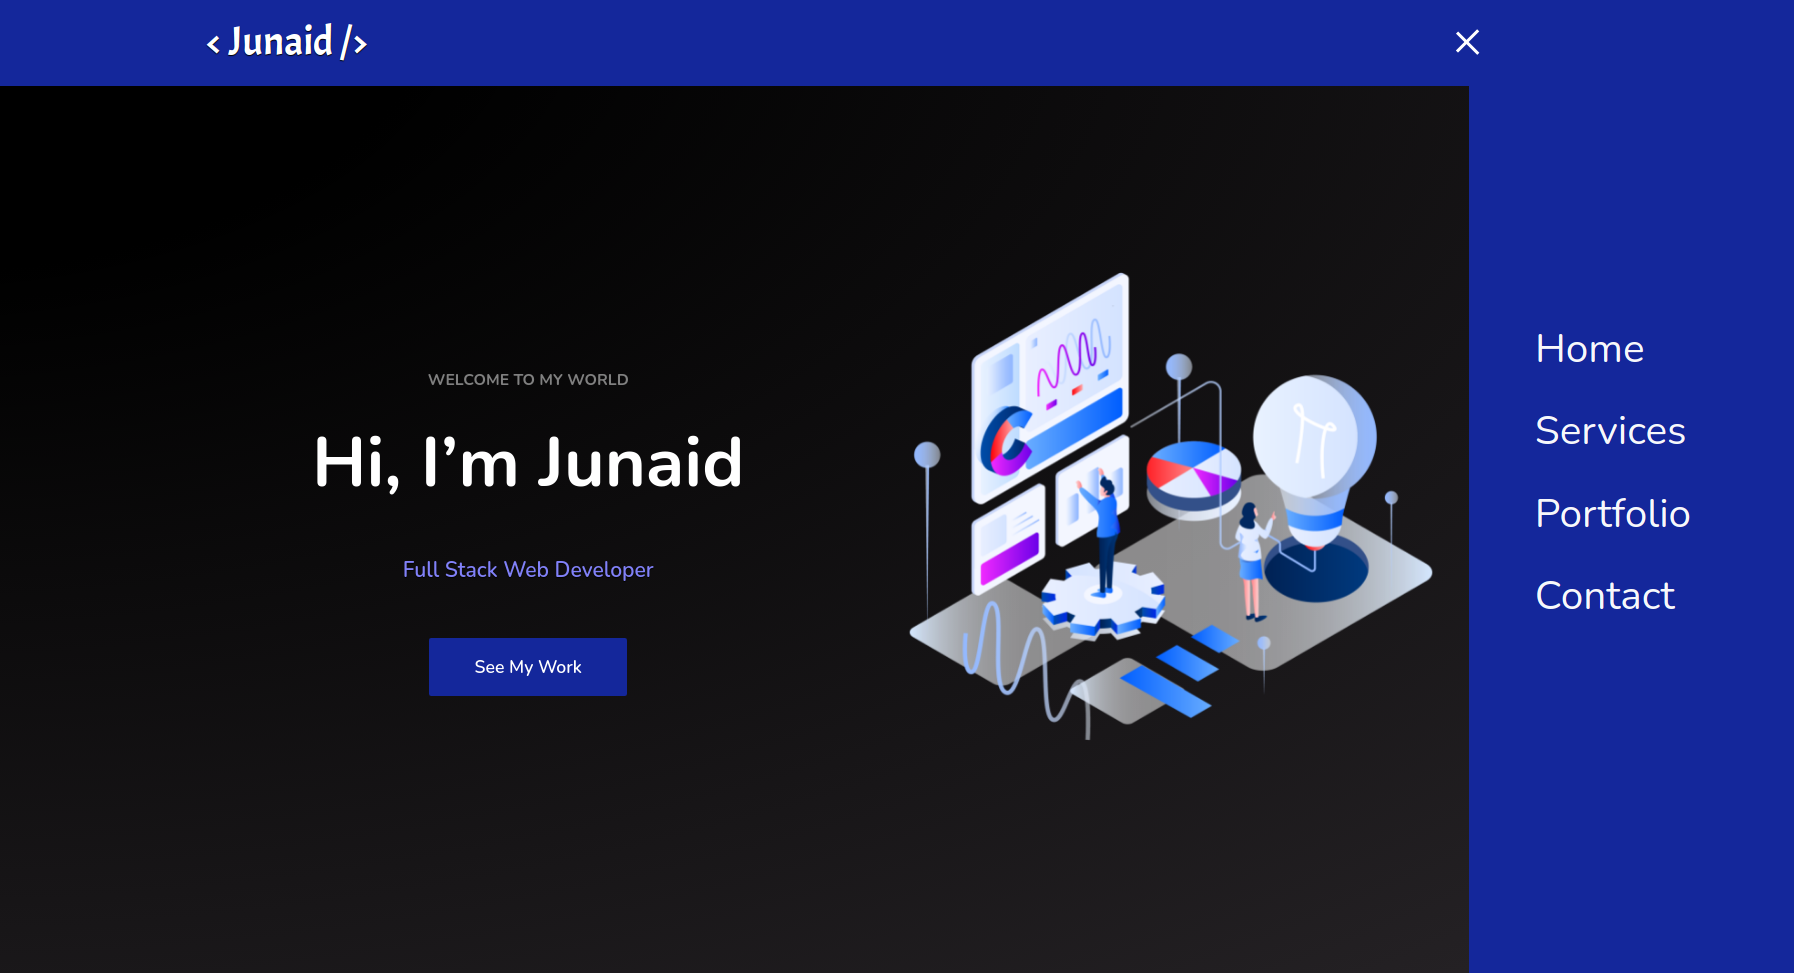 < Junaid />
WELCOME TO MY WORLD
Hi, I’m Junaid
Full Stack Web Developer
See My Work
Home
Services
Portfolio
Contact